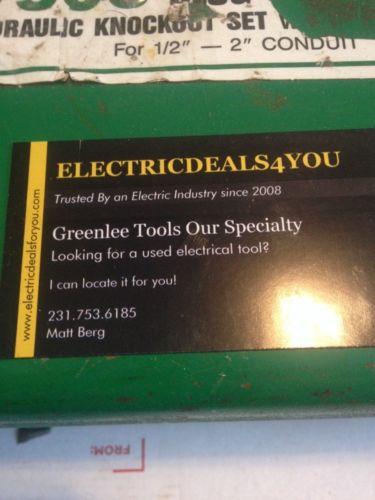 HYDRAULIC KNOCKOUT SET
For 1/2" — 2" CONDUIT
ELECTRICDEALS4YOU
Trusted By an Electric Industry since 2008
Greenlee Tools Our Specialty
Looking for a used electrical tool?
I can locate it for you!
231.753.6185
Matt Berg
www.electricdealsforyou.com
FROM: